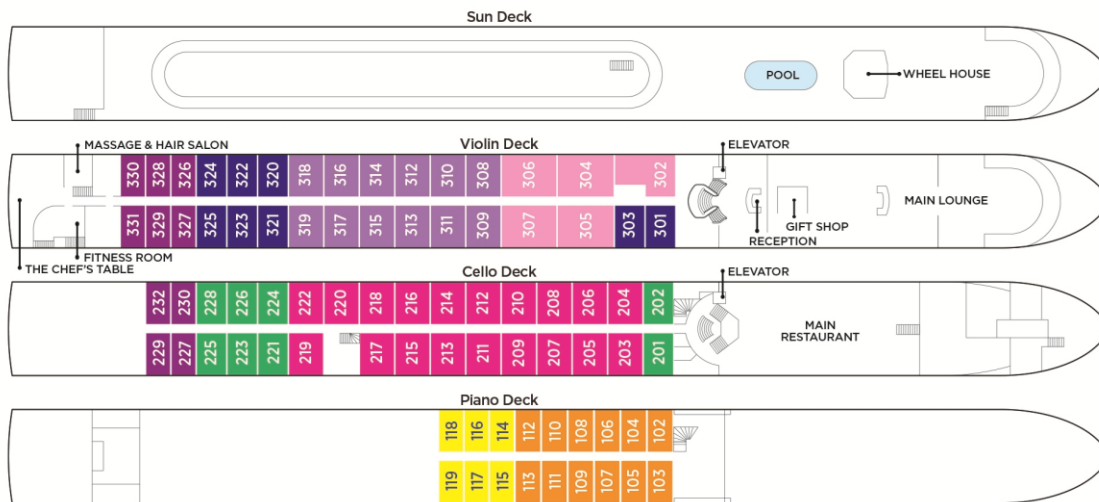 Sun Deck
POOL
WHEEL HOUSE
MASSAGE & HAIR SALON
Violin Deck
ELEVATOR
330 328 326 324 322 320 318 316 314 312 310 308 306 304 302
331 329 327 325 323 321 319 317 315 313 311 309 307 305 303 301
MAIN LOUNGE
GIFT SHOP
RECEPTION
FITNESS ROOM
THE CHEF'S TABLE
Cello Deck
ELEVATOR
232 230 228 226 224 222 220 218 216 214 212 210 208 206 204 202
229 227 225 223 221 219 217 215 213 211 209 207 205 203 201
MAIN
RESTAURANT
Piano Deck
118 116 114 112 110 108 106 104 102
119 117 115 113 111 109 107 105 103